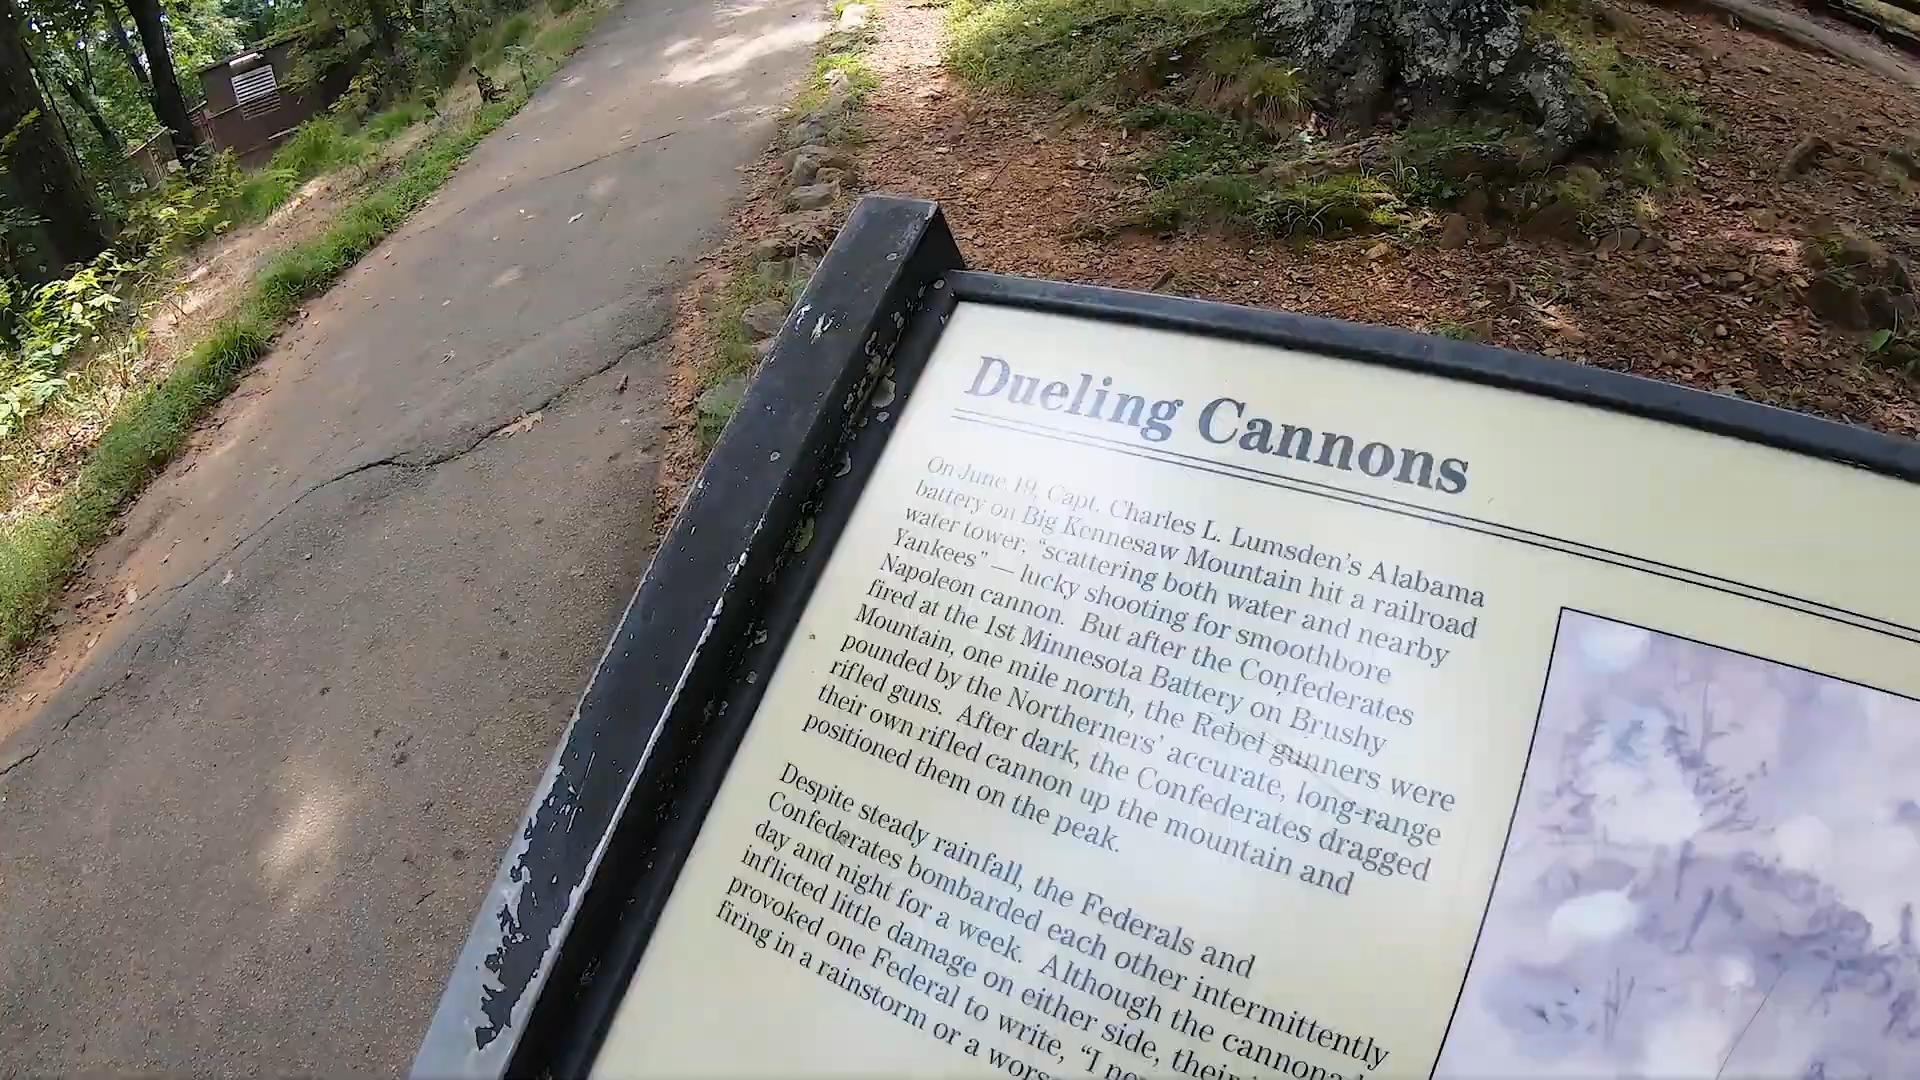 Dueling Cannons
On June 19, Capt. Charles L. Lumsden's Alabama
battery on Big Kennesaw Mountain hit a railroad
water tower, "scattering both water and nearby
Yankees" — lucky shooting for smoothbore
Napoleon cannon. But after the Confederates
fired at the 1st Minnesota Battery on Brushy
Mountain, one mile north, the Rebel gunners were
pounded by the Northerners' accurate, long-range
rifled guns. After dark, the Confederates dragged
their own rifled cannon up the mountain and
positioned them on the peak.
Despite steady rainfall, the Federals and
Confederates bombarded each other intermittently
day and night for a week. Although the
inflicted little damage on either side, their
provoked one Federal to write, "I
firing in a rainstorm or a